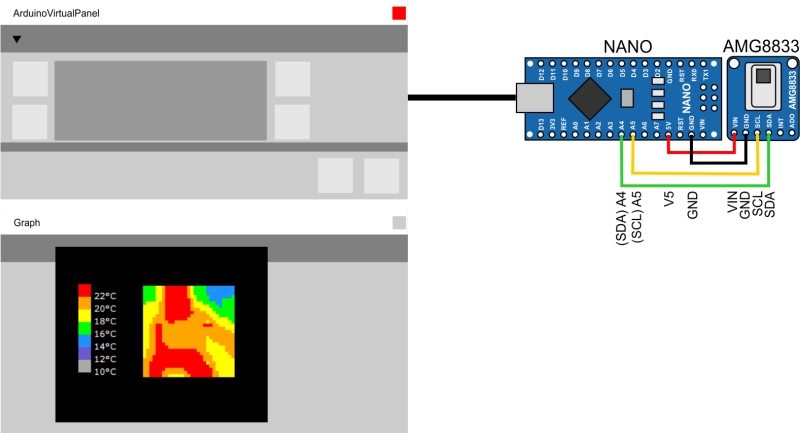 ArduinoVirtualPanel
Graph
22°C
20°C
18°C
16°C
14°C
12°C
10°C
NANO
D12
D11
D10
D9
D8
D7
D6
D5
D4
D3
D2
GND
RST
RX0
TX1
NANO
D13
3V3
REF
A0
A1
A2
A3
A4
A5
A6
A7
5V
RST
GND
VIN
AMG8833
AMG8833
VIN
GND
SCL
SDA
INT
ADO
(SDA) A4
(SCL) A5
V5
GND
VIN
GND
SCL
SDA